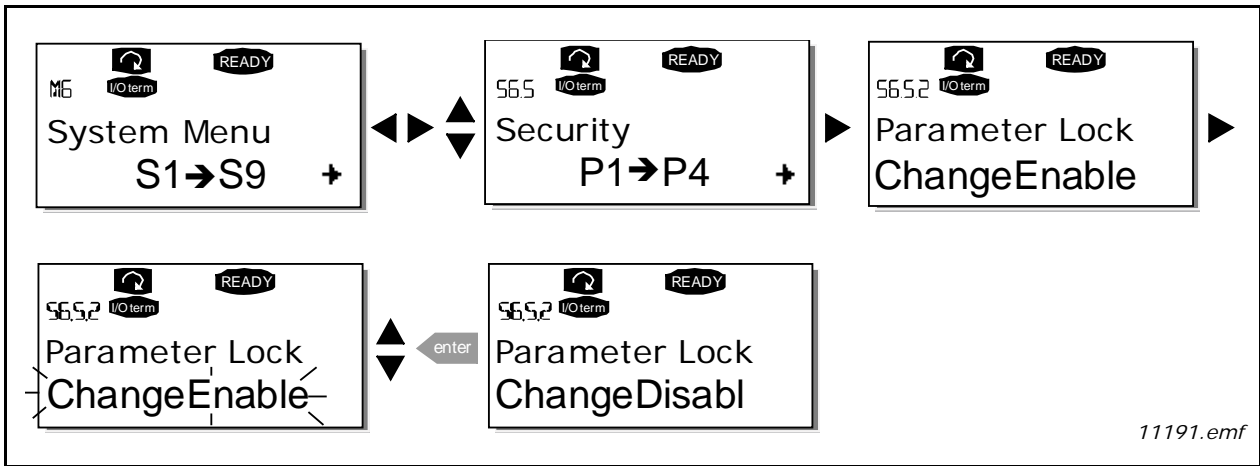 READY
M6
I/O term
System Menu
S1➔S9
READY
S6.5
I/O term
Security
P1➔P4
READY
S6.5.2
I/O term
Parameter Lock
ChangeEnable
READY
S6.5.2
I/O term
Parameter Lock
ChangeEnable
enter
READY
S6.5.2
I/O term
Parameter Lock
ChangeDisabl
11191.emf